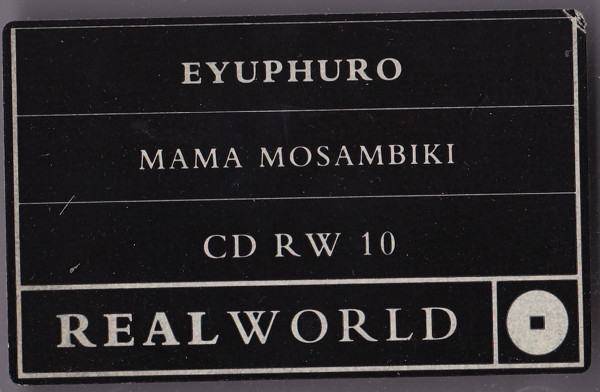 EYUPHURO
MAMA MOSAMBIKI
CD RW 10
REALWORLD